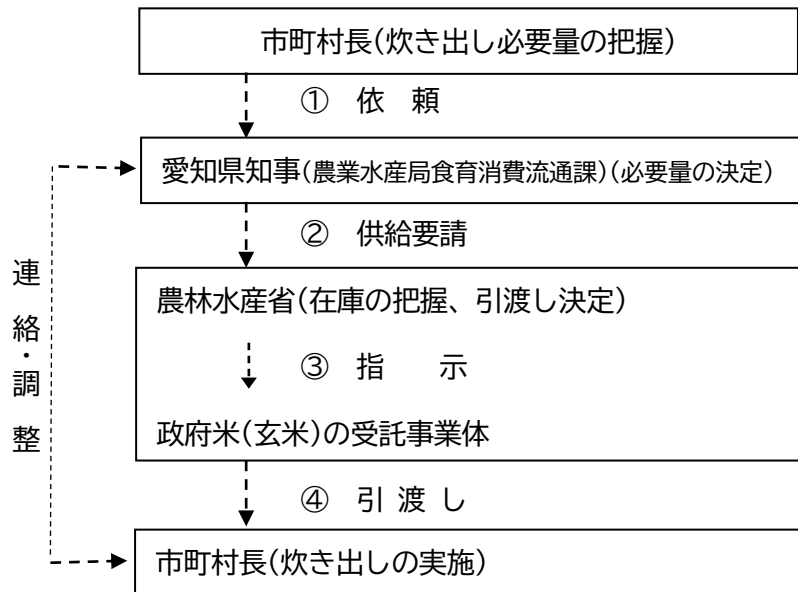 市町村長(炊き出し必要量の把握)
① 依 頼
愛知県知事(農業水産局食育消費流通課)(必要量の決定)
② 供給要請
連絡・調整
農林水産省(在庫の把握、引渡し決定)
③ 指 示
政府米(玄米)の受託事業体
④ 引 渡 し
市町村長(炊き出しの実施)